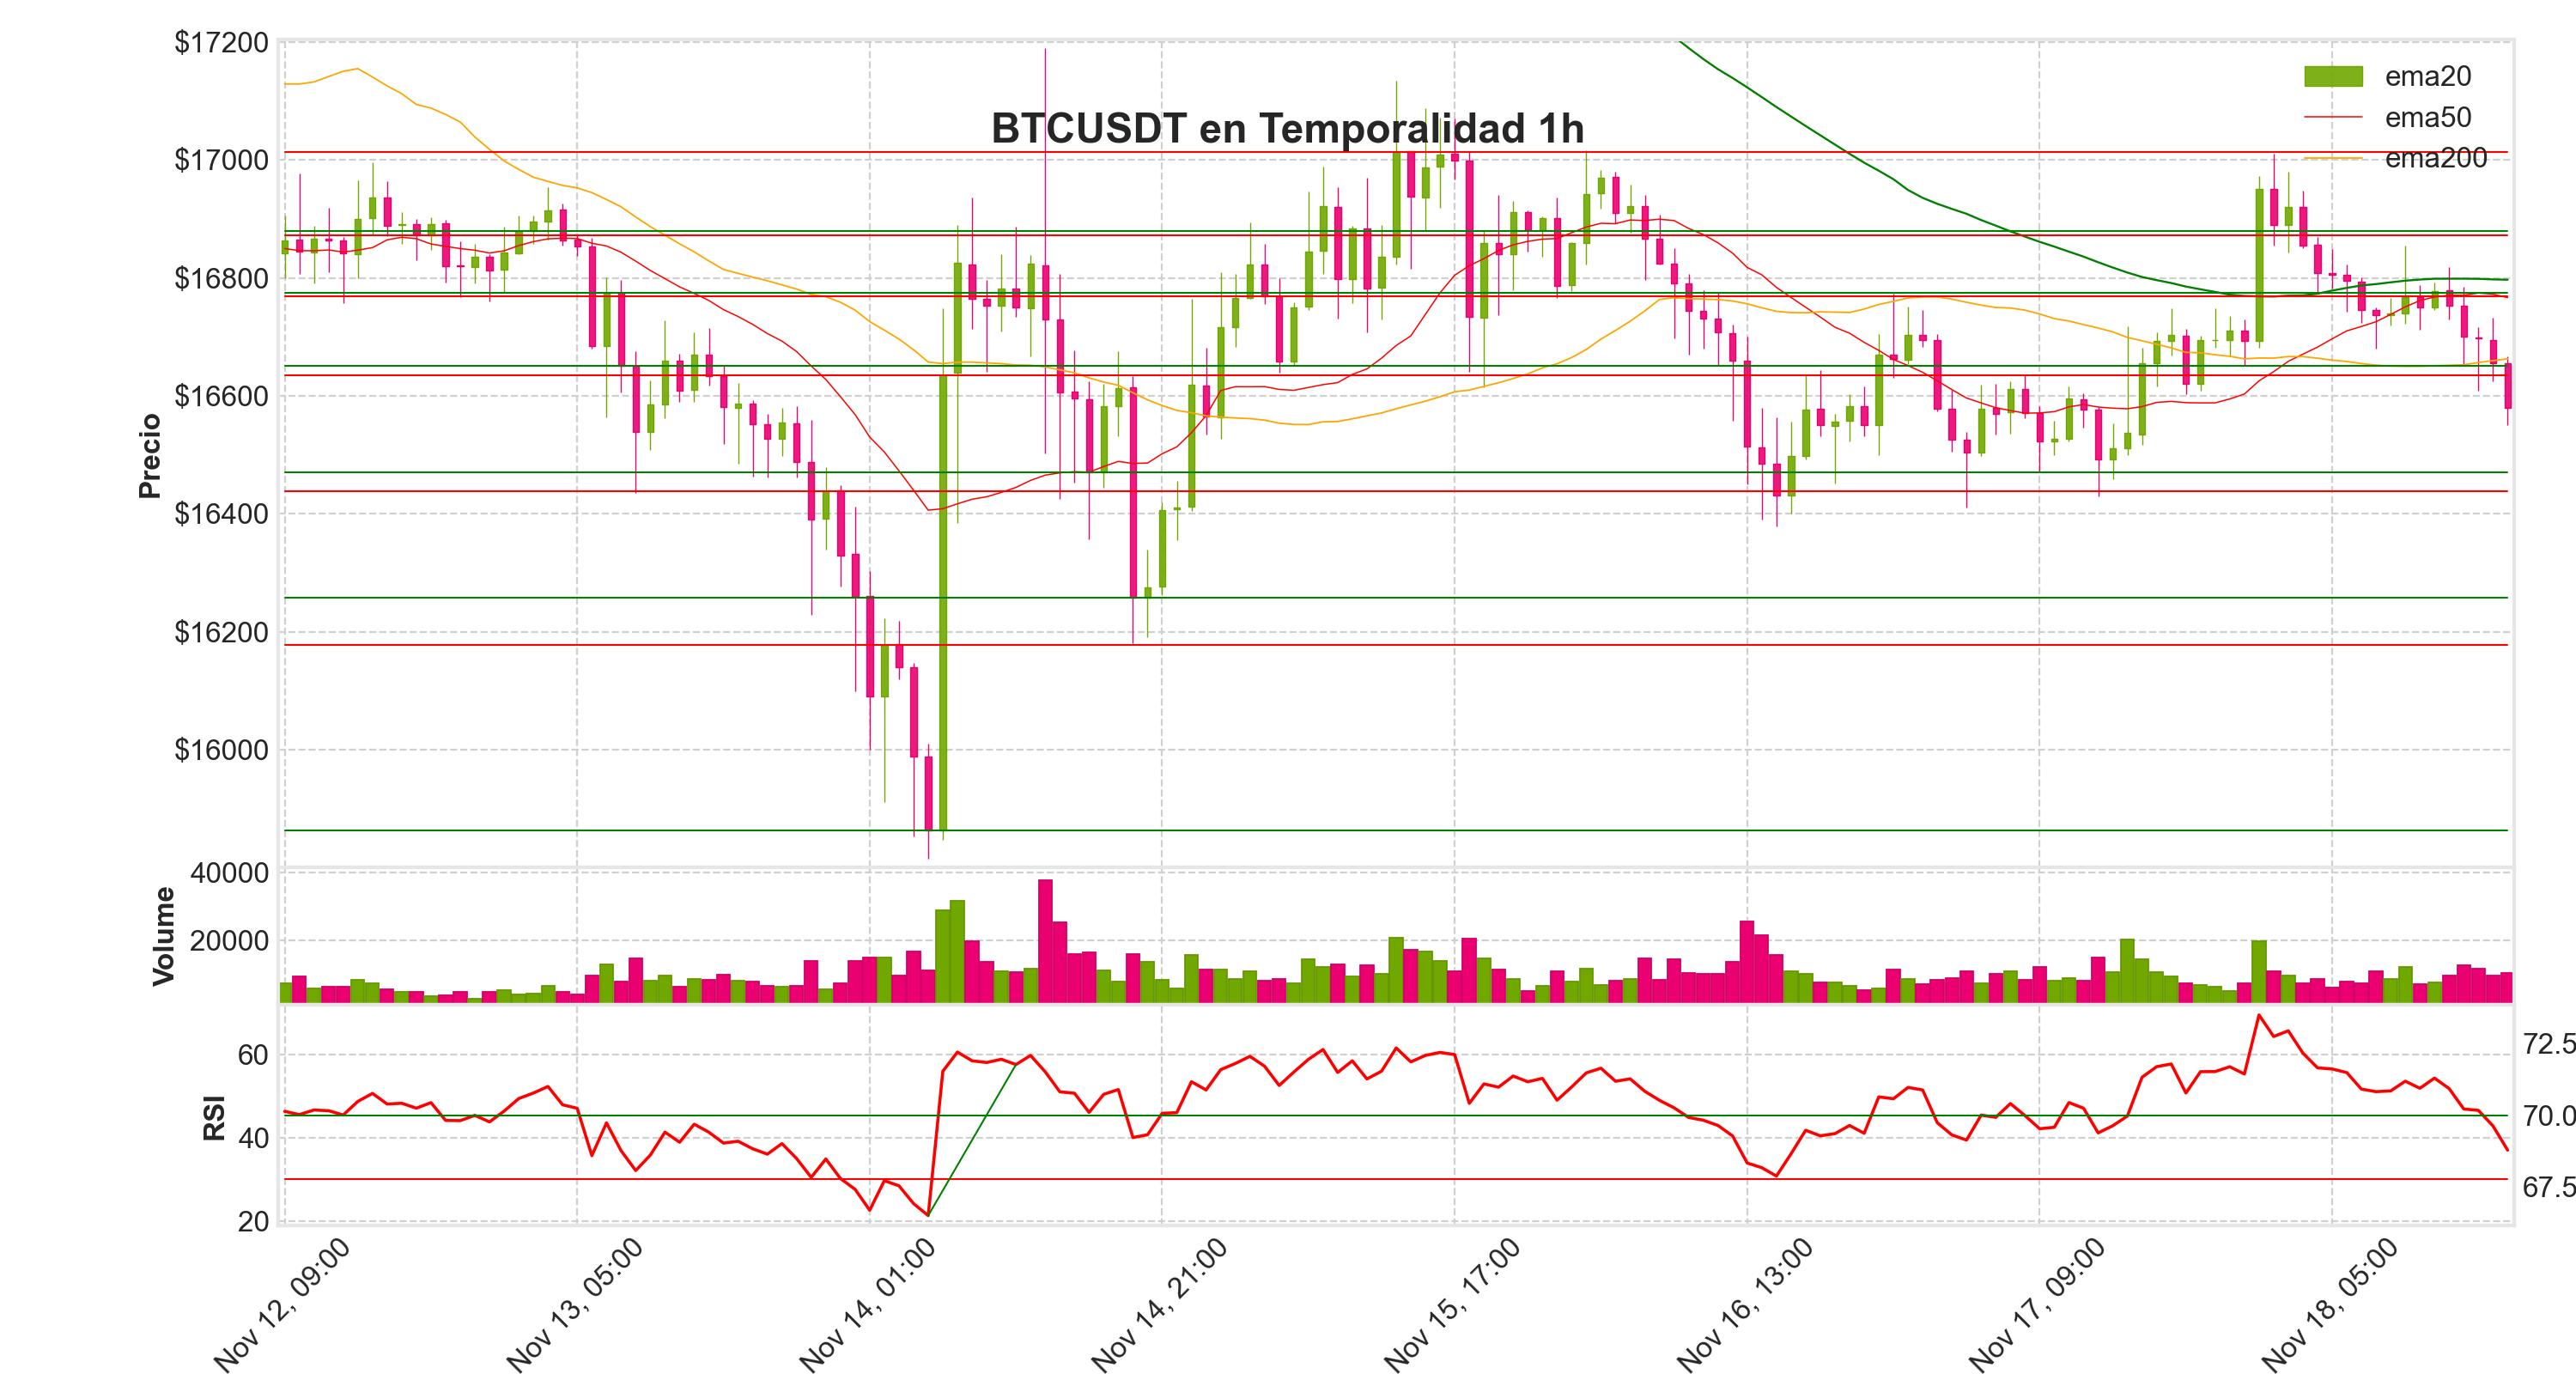 BTCUSDT en Temporalidad 1h
ema20
ema50
ema200
Precio
$17200
$17000
$16800
$16600
$16400
$16200
$16000
Volume
40000
20000
RSI
60
40
20
72.5
70.0
67.5
Nov 12, 09:00
Nov 13, 05:00
Nov 14, 01:00
Nov 14, 21:00
Nov 15, 17:00
Nov 16, 13:00
Nov 17, 09:00
Nov 18, 05:00